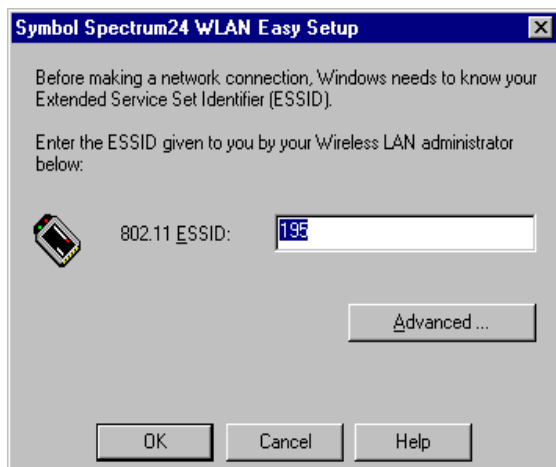 Symbol Spectrum24 WLAN Easy Setup
Before making a network connection, Windows needs to know your
Extended Service Set Identifier (ESSID).
Enter the ESSID given to you by your Wireless LAN administrator
below:
802.11 ESSID:
195
Advanced ...
OK
Cancel
Help